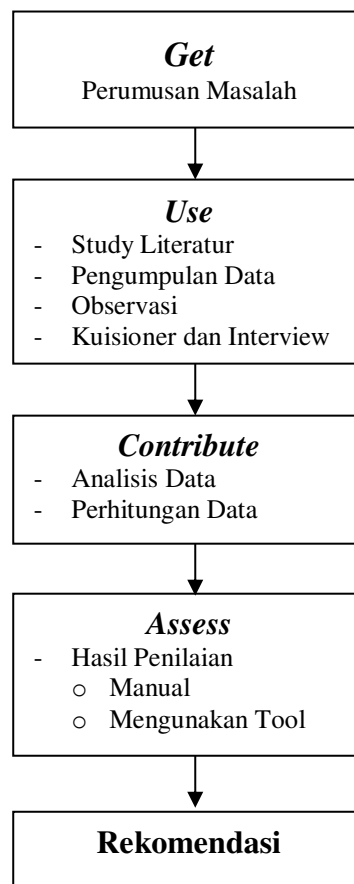 Get
Perumusan Masalah
Use
- Study Literatur
- Pengumpulan Data
- Observasi
- Kuisioner dan Interview
Contribute
- Analisis Data
- Perhitungan Data
Assess
- Hasil Penilaian
o Manual
o Mengunakan Tool
Rekomendasi